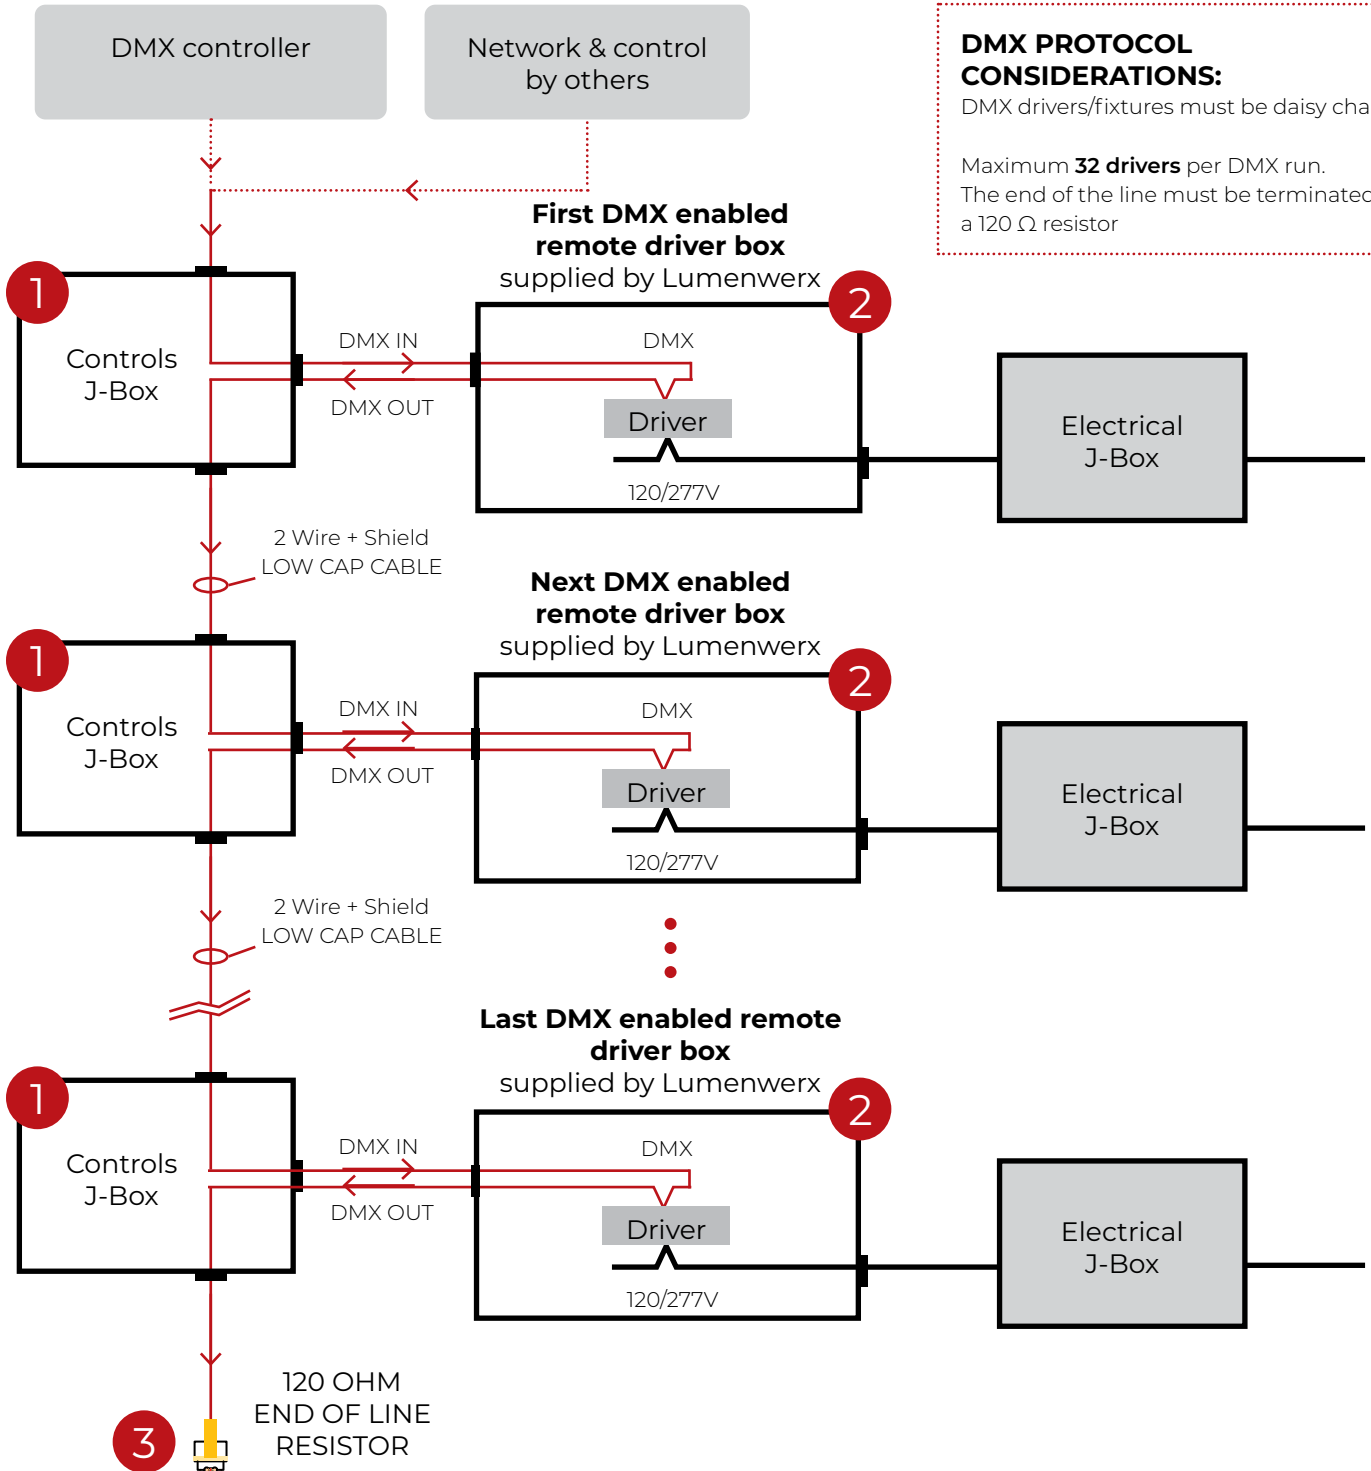 DMX controller
Network & control
by others
DMX PROTOCOL
CONSIDERATIONS:
DMX drivers/fixtures must be daisy
Maximum 32 drivers per DMX run.
The end of the line must be terminated
a 120 Ω resistor
First DMX enabled
remote driver box
supplied by Lumenwerx
1
2
Controls
J-Box
DMX IN
DMX OUT
DMX
Driver
120/277V
Electrical
J-Box
2 Wire + Shield
LOW CAP CABLE
Next DMX enabled
remote driver box
supplied by Lumenwerx
1
2
Controls
J-Box
DMX IN
DMX OUT
DMX
Driver
120/277V
Electrical
J-Box
2 Wire + Shield
LOW CAP CABLE
Last DMX enabled remote
driver box
supplied by Lumenwerx
1
2
Controls
J-Box
DMX IN
DMX OUT
DMX
Driver
120/277V
Electrical
J-Box
3
120 OHM
END OF LINE
RESISTOR